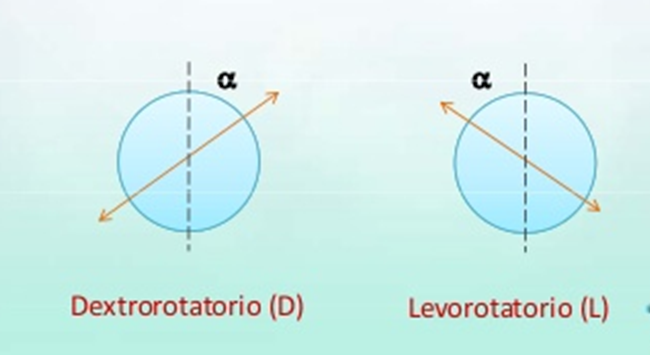 α
α
Dextrorotatorio (D)
Levorotatorio (L)